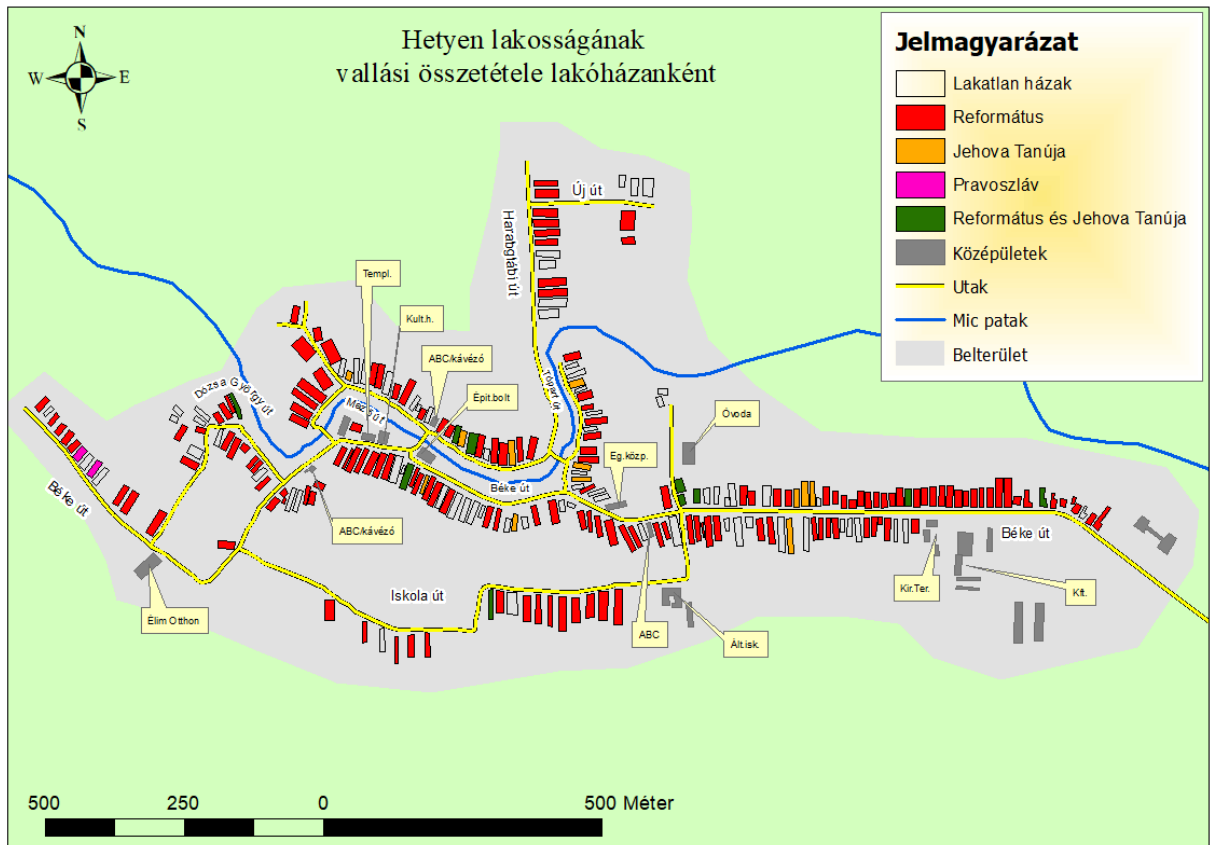 Hetyen lakosságának
vallási összetétele lakóházanként
N
W
E
S
Jelmagyarázat
Lakatlan házak
Református
Jehova Tanúja
Pravoszláv
Református és Jehova Tanúja
Középületek
Utak
Mic patak
Belterület
Új út
Harabglábi út
Templ.
Kult.h.
ABC/kávézó
Épit.bolt
Dózsa György út
Mező út
Tópart út
Óvoda
Eg.közp.
Béke út
Béke út
ABC/kávézó
Béke út
Kir.Ter.
Kft.
Iskola út
Élim Otthon
ABC
Ált.isk.
500
250
0
500 Méter